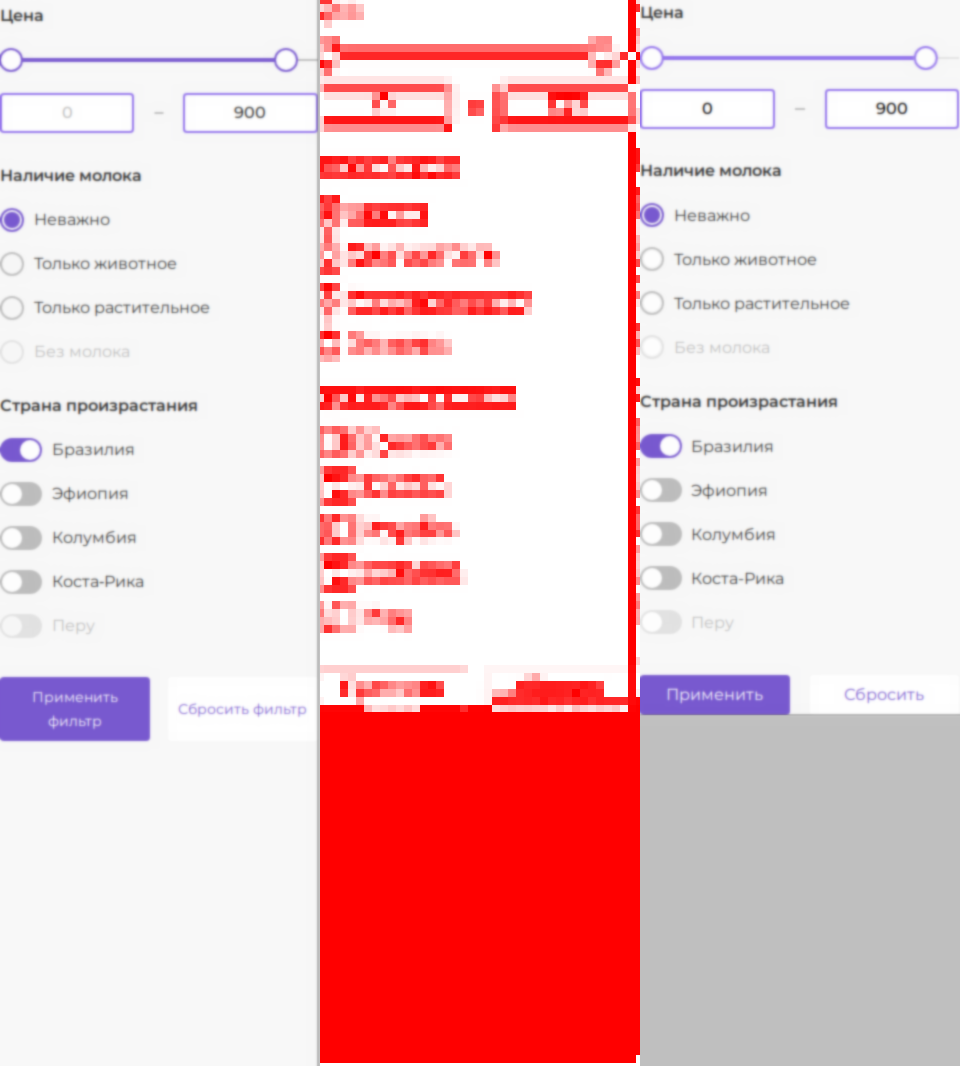 Цена
0 – 900
Наличие молока
Неважно
Только животное
Только растительное
Без молока
Страна произрастания
Бразилия
Эфиопия
Колумбия
Коста-Рика
Перу
Применить
фильтр
Сбросить фильтр
Цена
0 – 900
Наличие молока
Неважно
Только животное
Только растительное
Без молока
Страна произрастания
Бразилия
Эфиопия
Колумбия
Коста-Рика
Перу
Применить
Сбросить